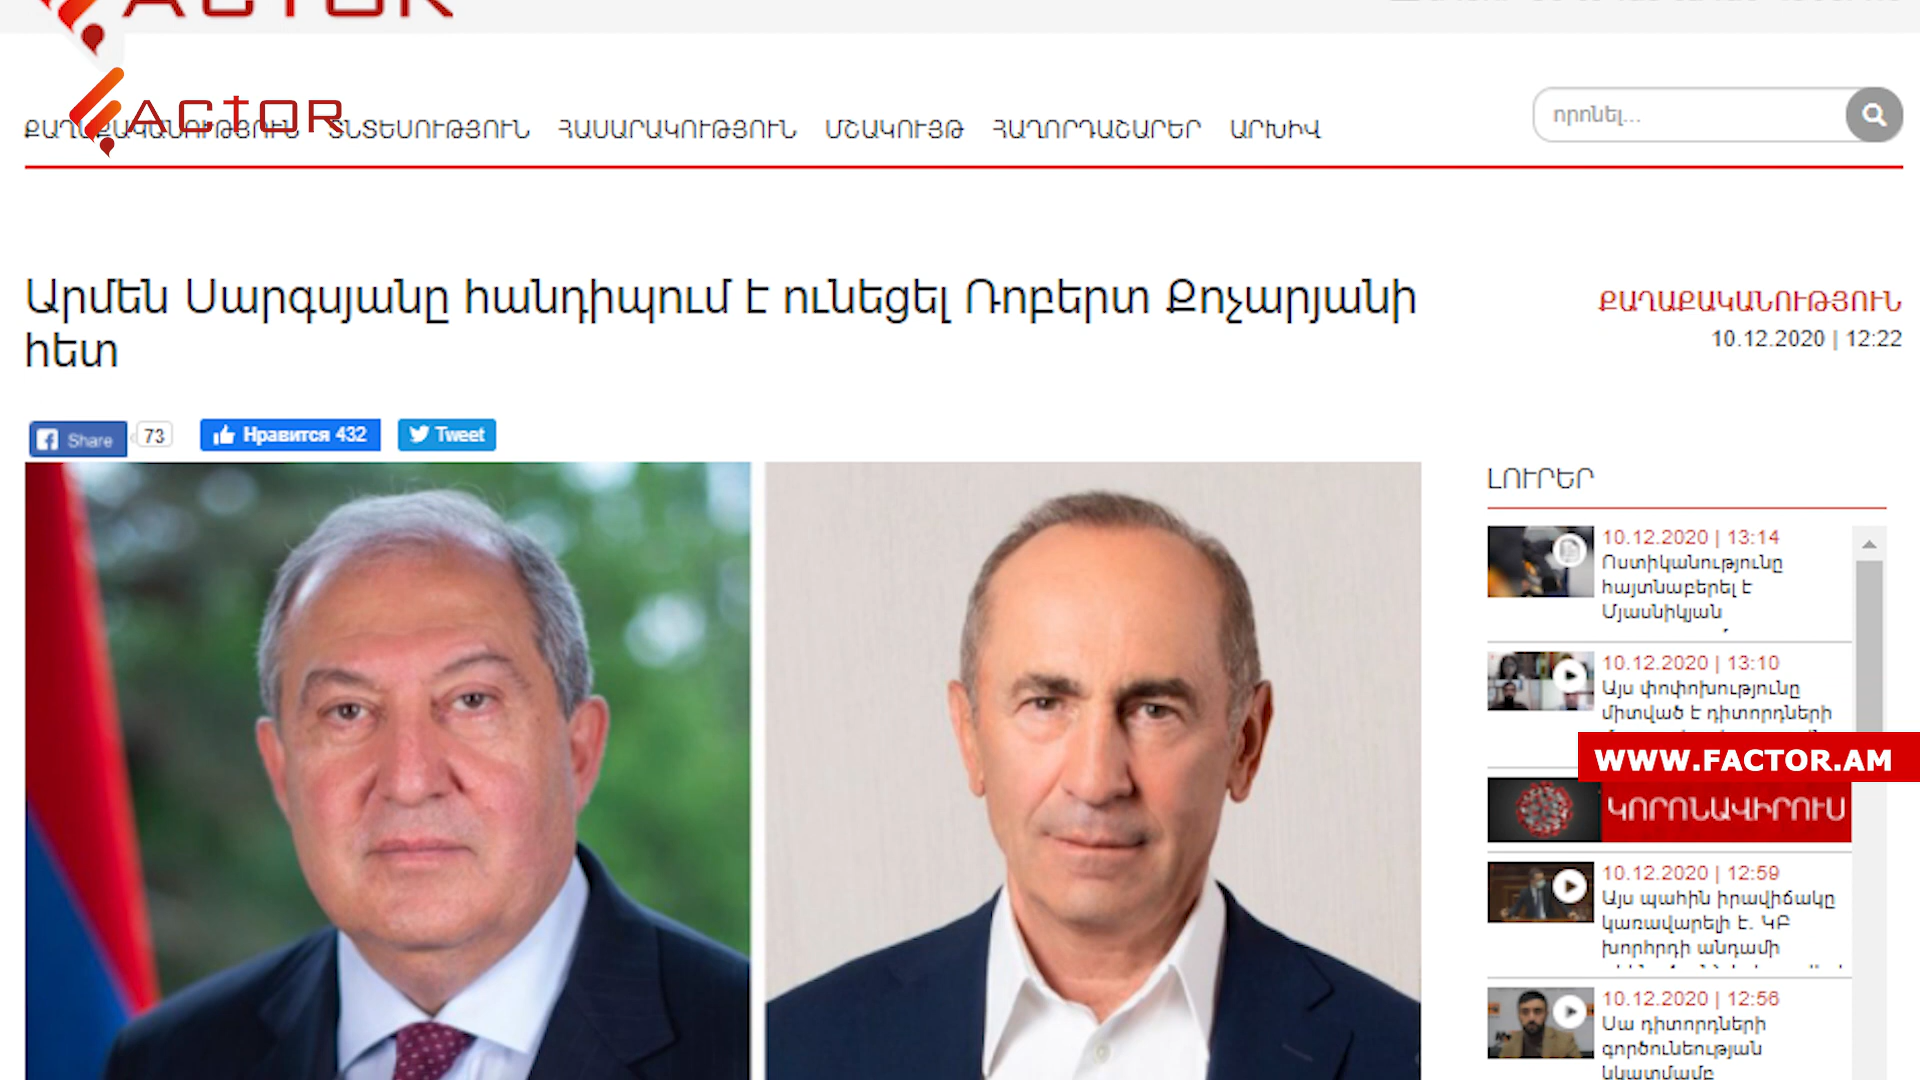 ACTOR
ACTOR
ՔԱՂԱՔԱԿԱՆՈՒԹՅՈՒՆ ՏՆՏԵՍՈՒԹՅՈՒՆ ՀԱՍԱՐԱԿՈՒԹՅՈՒՆ ՄՇԱԿՈՒՅԹ ՀԱՂՈՐԴԱՇԱՐԵՐ ԱՐԽԻՎ
որոնել...
Արմեն Սարգսյանը հանդիպում է ունեցել Ռոբերտ Քոչարյանի
հետ
ՔԱՂԱՔԱԿԱՆՈՒԹՅՈՒՆ
10.12.2020 | 12:22
Share 73 Нравится 432 Tweet
ԼՈՒՐԵՐ
10.12.2020 | 13:14
Ոստիկանությունը
հայտնաբերել է
Մյասնիկյան
10.12.2020 | 13:10
Այս փոփոխությունը
միտված է դիտորդների
WWW.FACTOR.AM
ԿՈՐՈՆԱՎԻՐՈՒՍ
10.12.2020 | 12:59
Այս պահին իրավիճակը
կառավարելի է. ԿԲ
խորհրդի անդամի
10.12.2020 | 12:56
Սա դիտորդների
գործունեության
նկատմամբ